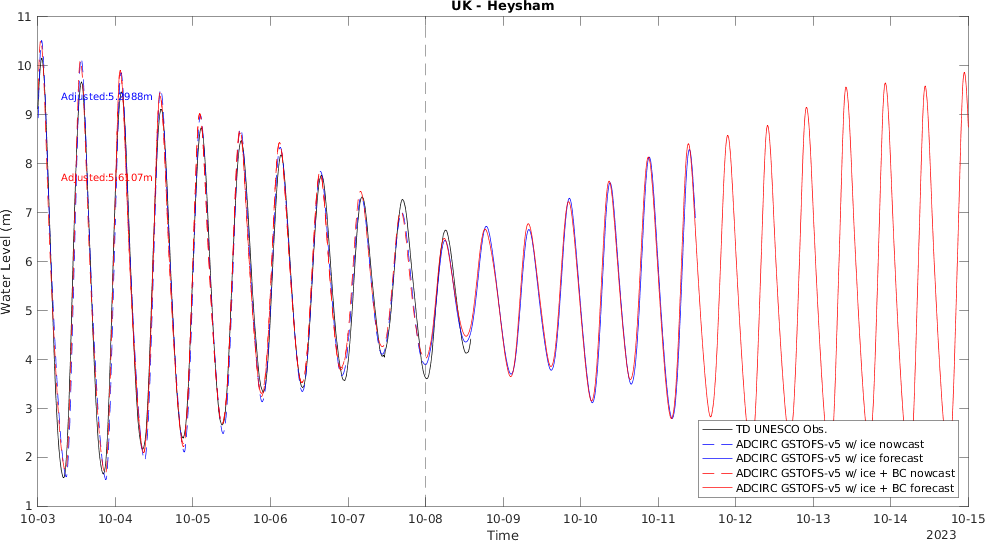 UK - Heysham
11
10
9
8
7
6
5
4
3
2
1
Water Level (m)
Adjusted:5.2988m
Adjusted:5.6107m
TD UNESCO Obs.
ADCIRC GSTOFS-v5 w/ ice nowcast
ADCIRC GSTOFS-v5 w/ ice forecast
ADCIRC GSTOFS-v5 w/ ice + BC nowcast
ADCIRC GSTOFS-v5 w/ ice + BC forecast
10-03 10-04 10-05 10-06 10-07 10-08 10-09 10-10 10-11 10-12 10-13 10-14 10-15
Time
2023